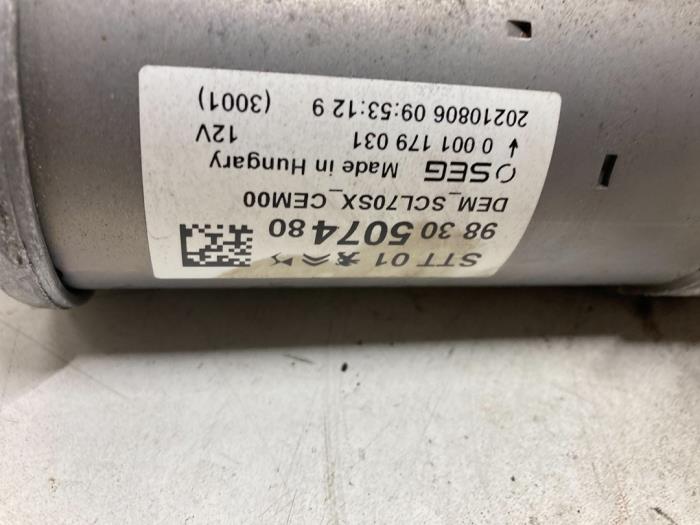 STT 01
98 30 5074 80
DEM_SCL70SX_CEM00
SEG Made in Hungary
↓ 0 001 179 031 12V
20210806 09:53:12 9 (3001)